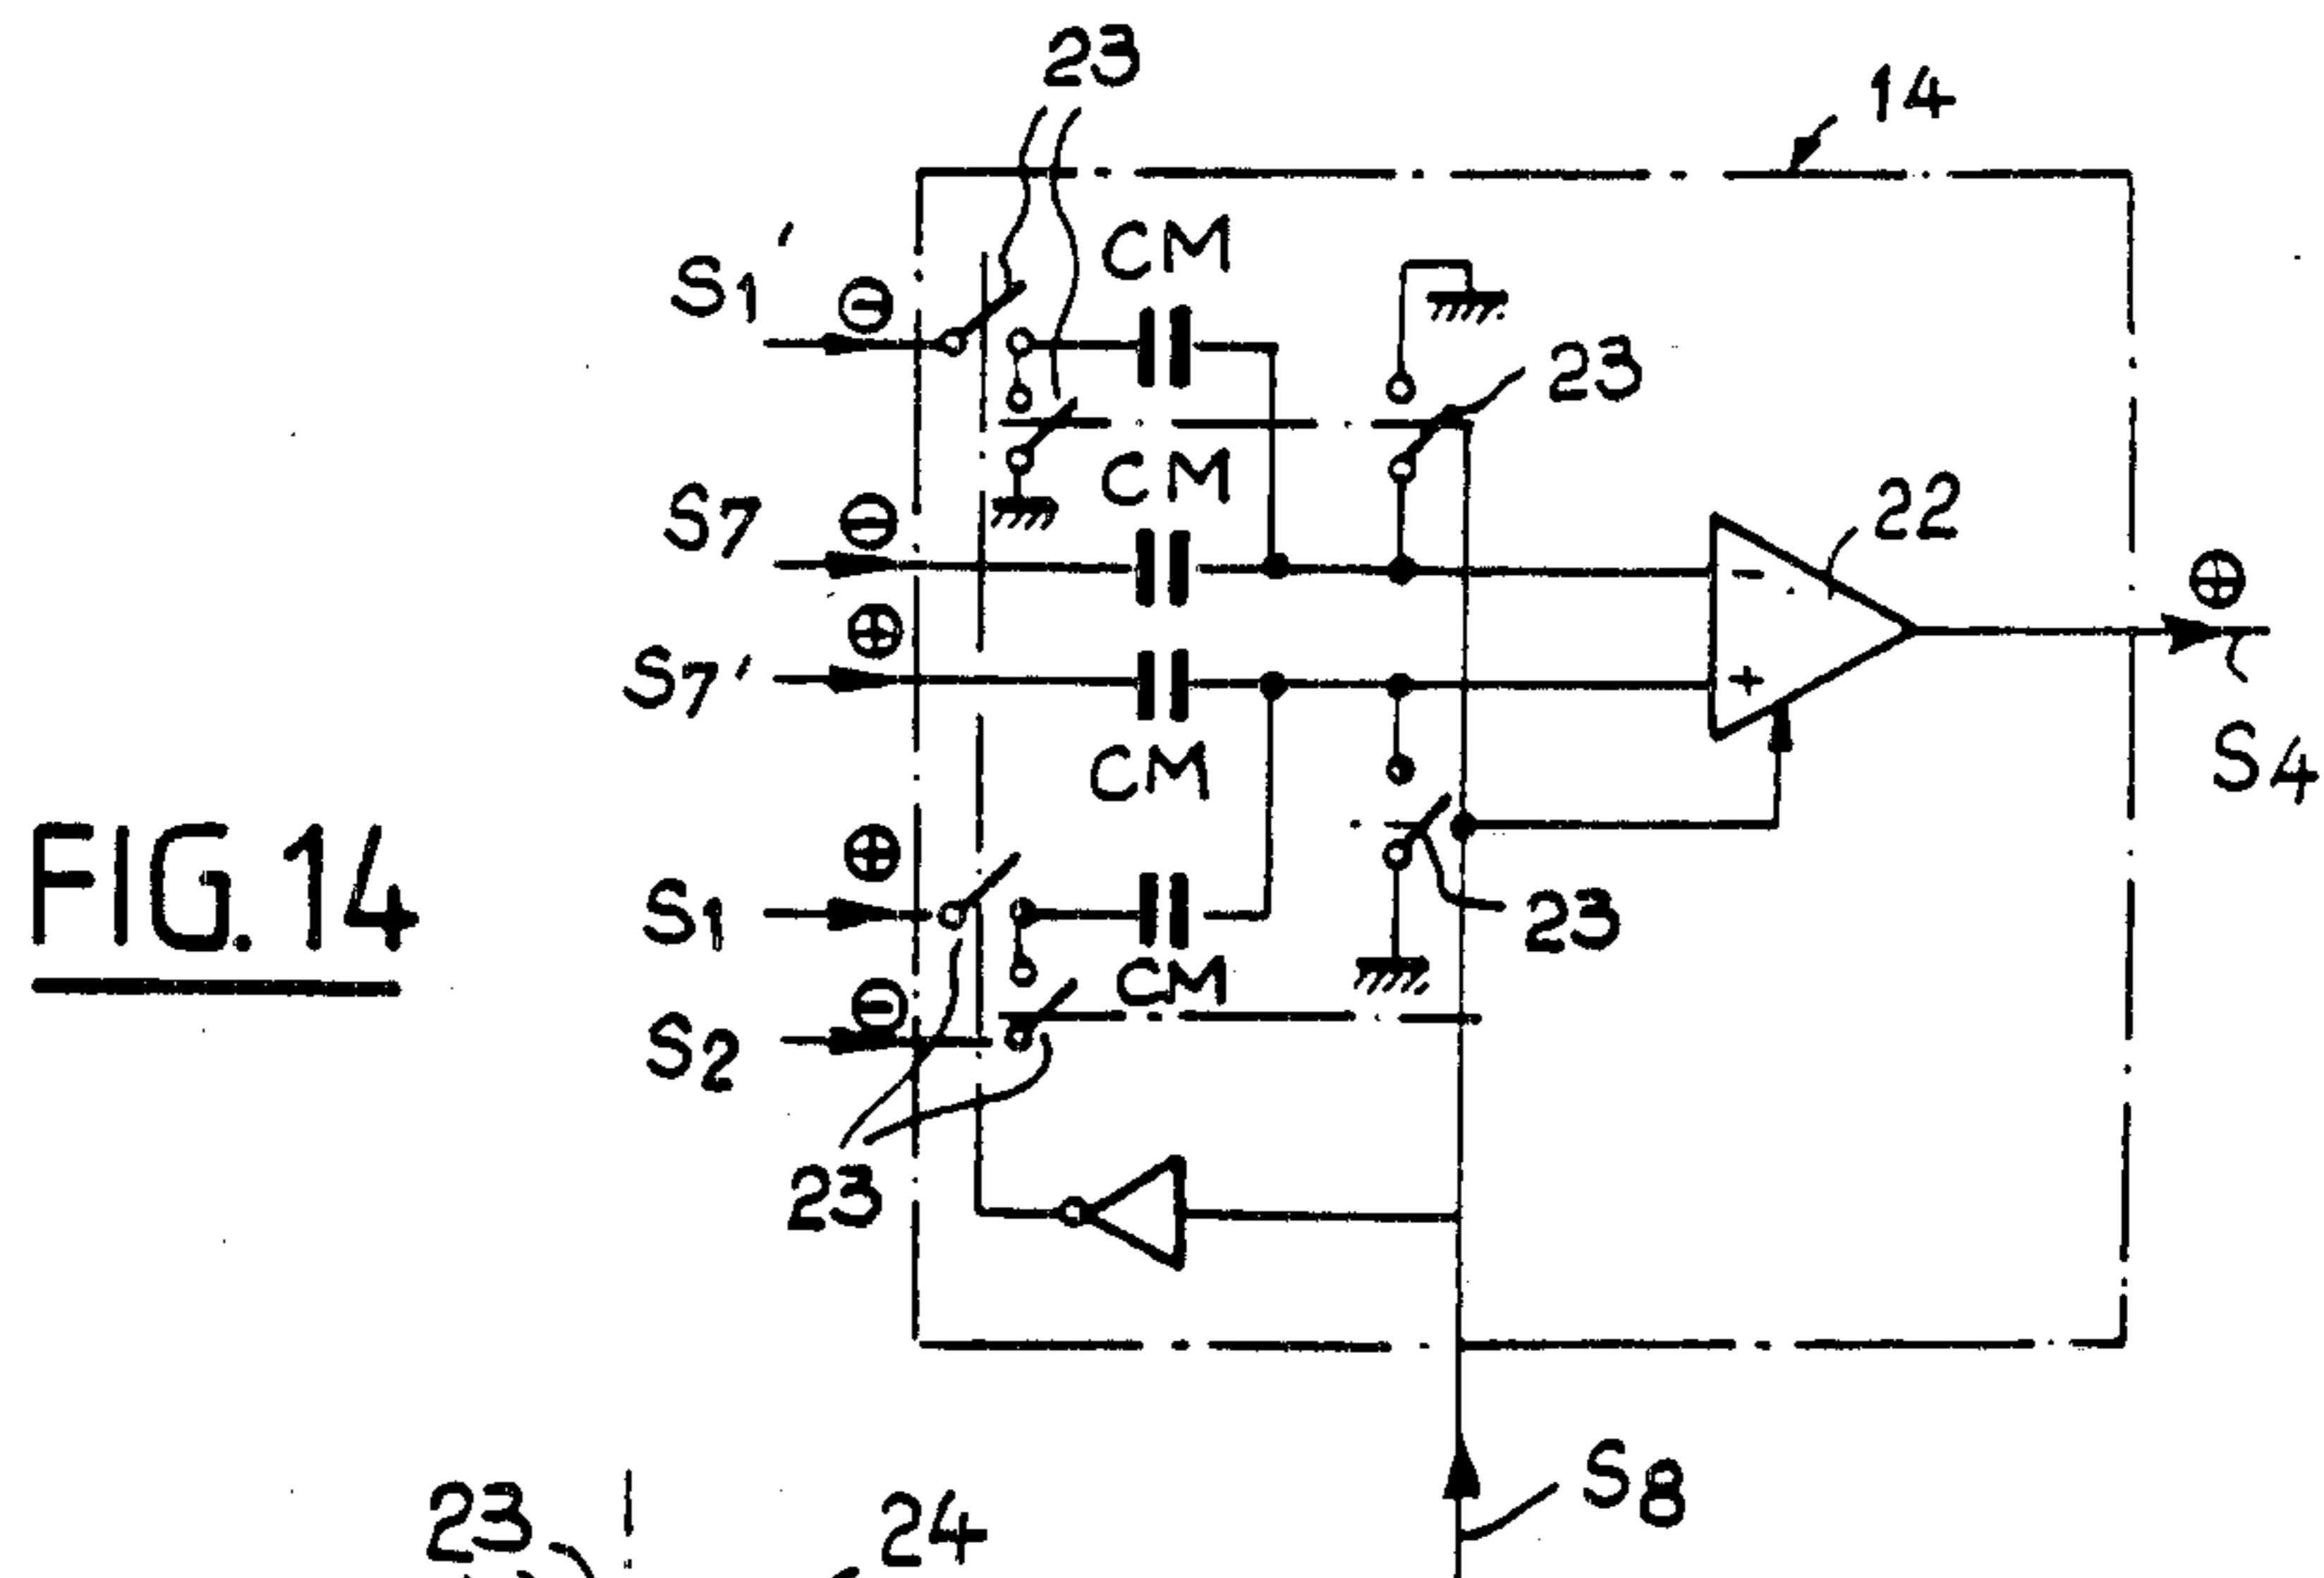 23
14
S1'
⊖
CM
23
S7
⊖
CM
22
-
⊕
S7'
⊕
+
CM
S4
FIG.14
S1
⊕
23
CM
S2
⊖
23
S8
23
24